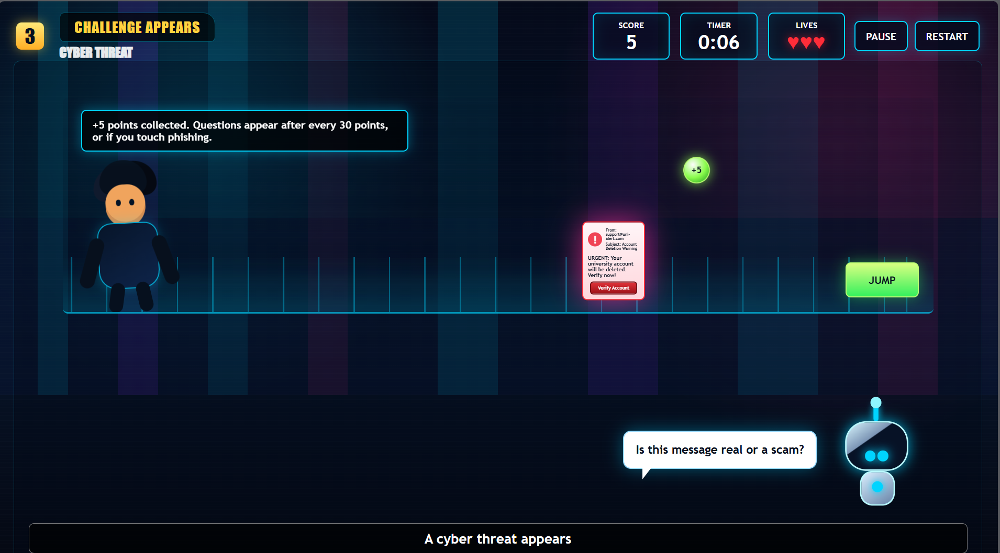 3
CHALLENGE APPEARS
CYBER THREAT
SCORE
5
TIMER
0:06
LIVES
PAUSE
RESTART
+5 points collected. Questions appear after every 30 points,
or if you touch phishing.
+5
!
From:
support@uni-
alert.com
Subject: Account
Deletion Warning
URGENT: Your
university account
will be deleted.
Verify now!
Verify Account
JUMP
Is this message real or a scam?
A cyber threat appears